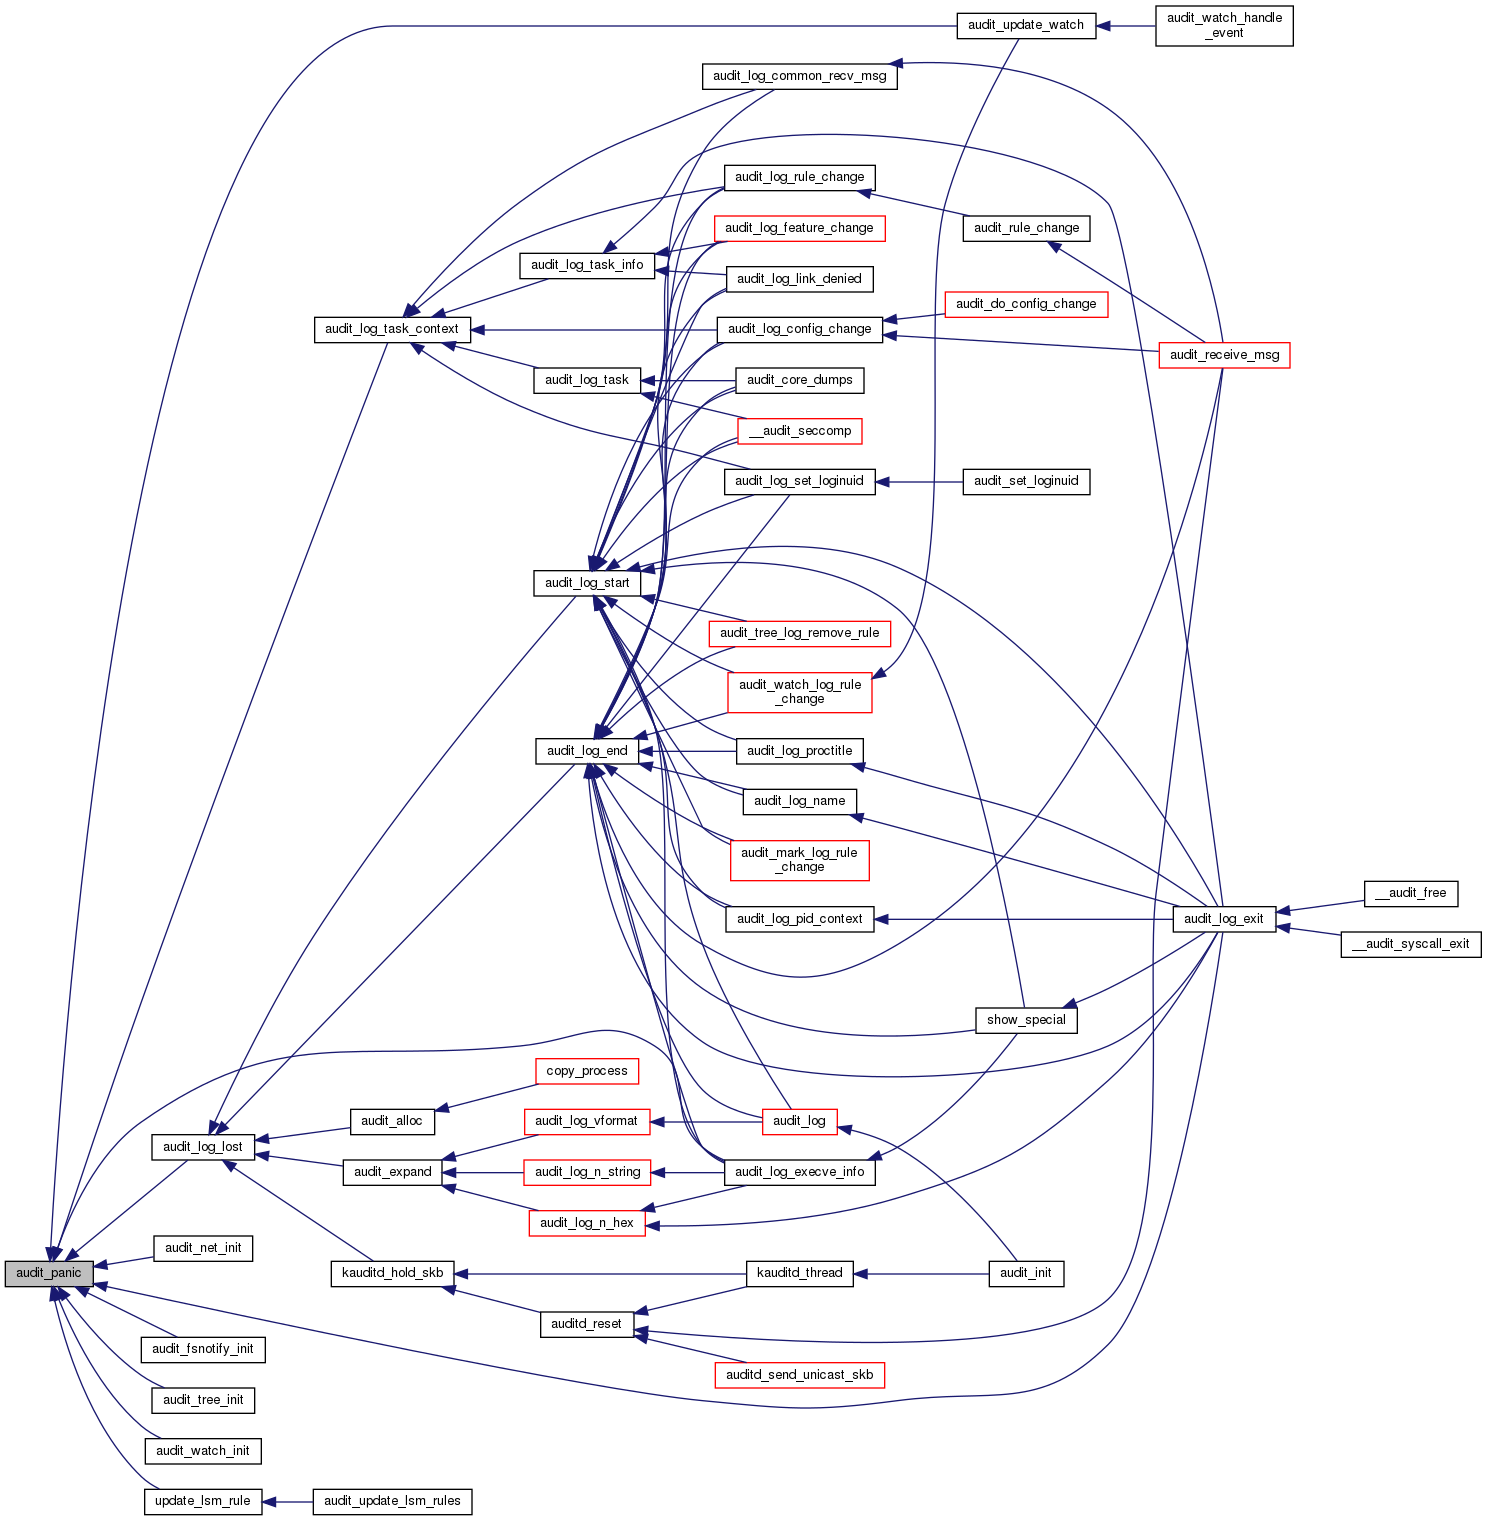 audit_update_watch
audit_watch_handle
_event
audit_log_common_recv_msg
audit_log_rule_change
audit_rule_change
audit_log_feature_change
audit_log_task_info
audit_log_link_denied
audit_do_config_change
audit_log_task_context
audit_log_config_change
audit_receive_msg
audit_log_task
audit_core_dumps
__audit_seccomp
audit_log_set_loginuid
audit_set_loginuid
audit_log_start
audit_tree_log_remove_rule
audit_watch_log_rule
_change
audit_log_end
audit_log_proctitle
audit_log_name
audit_mark_log_rule
_change
audit_log_pid_context
audit_log_exit
__audit_free
__audit_syscall_exit
show_special
copy_process
audit_alloc
audit_log_vformat
audit_log
audit_log_lost
audit_expand
audit_log_n_string
audit_log_execve_info
audit_log_n_hex
audit_net_init
audit_panic
kauditd_hold_skb
kauditd_thread
audit_init
auditd_reset
audit_fsnotify_init
auditd_send_unicast_skb
audit_tree_init
audit_watch_init
update_lsm_rule
audit_update_lsm_rules